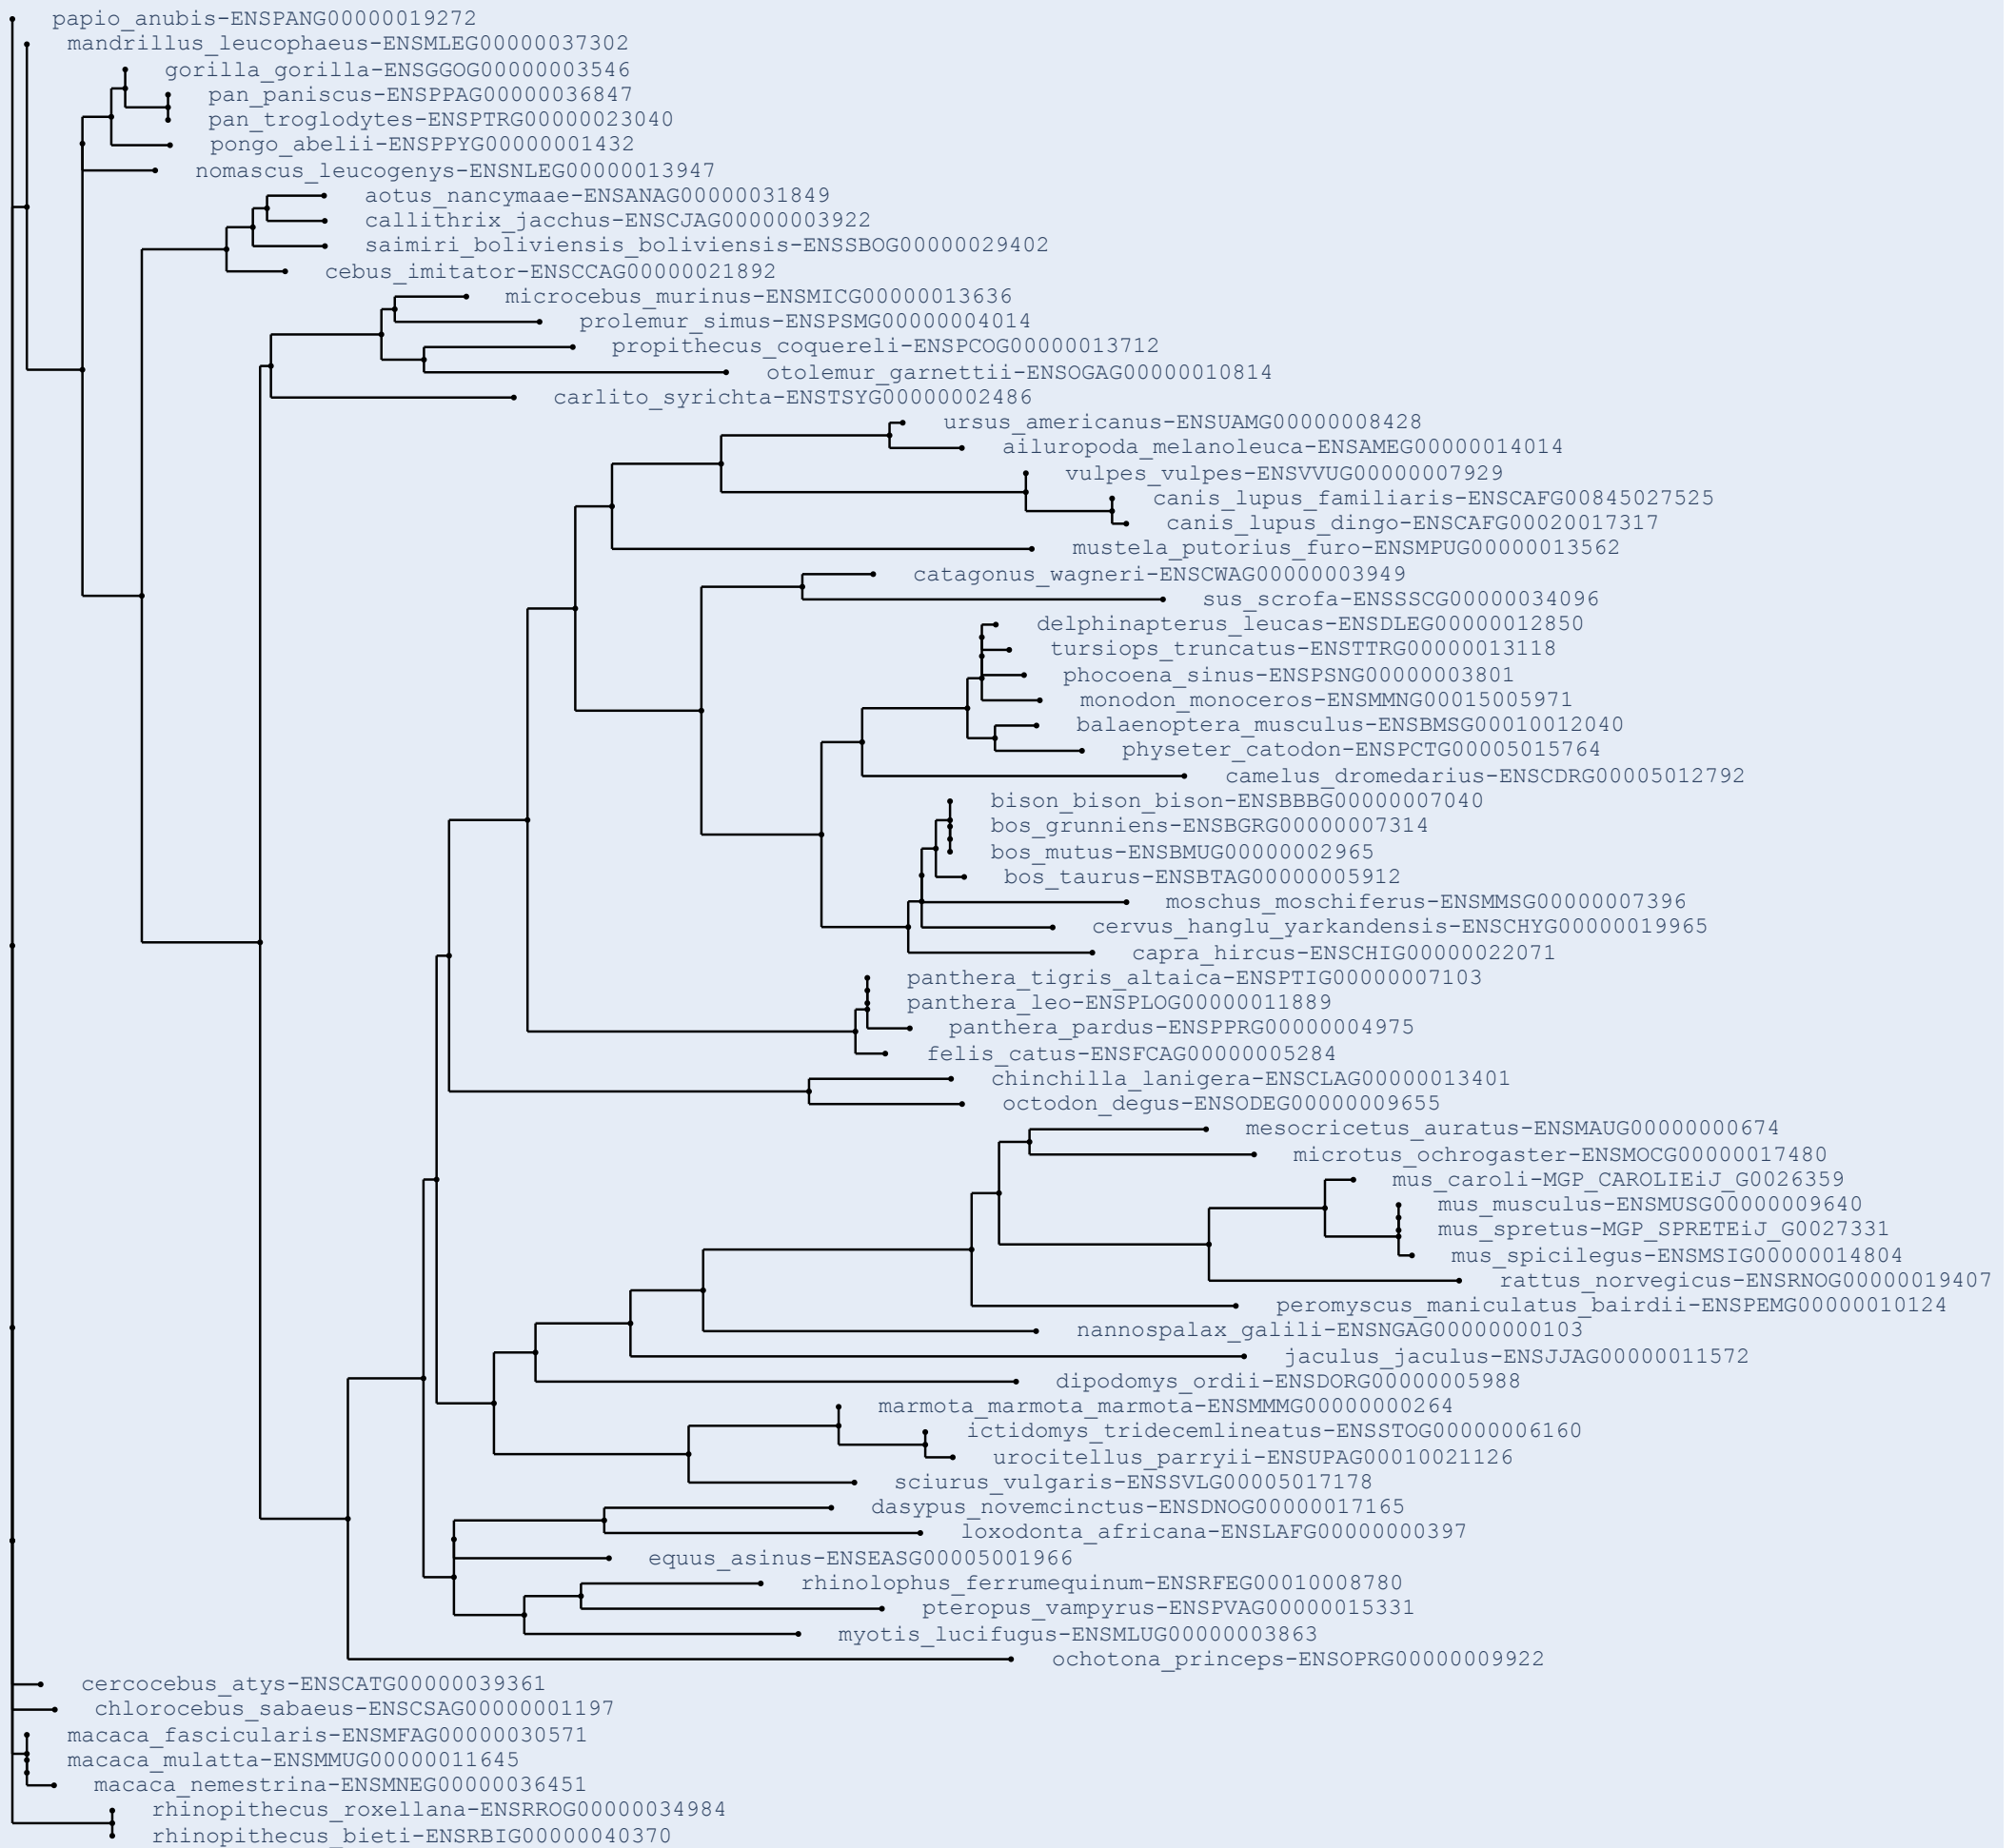 papio_anubis-ENSPANG00000019272
mandrillus_leucophaeus-ENSMLEG00000037302
gorilla_gorilla-ENSGGOG00000003546
pan_paniscus-ENSPPAG00000036847
pan_troglodytes-ENSPTRG00000023040
pongo_abelii-ENSPPYG00000001432
nomascus_leucogenys-ENSNLEG00000013947
aotus_nancymaae-ENSANAG00000031849
callithrix_jacchus-ENSCJAG00000003922
saimiri_boliviensis_boliviensis-ENSSBOG00000029402
cebus_imitator-ENSCCAG00000021892
microcebus_murinus-ENSMICG00000013636
prolemur_simus-ENSPSMG00000004014
propithecus_coquereli-ENSPCOG00000013712
otolemur_garnettii-ENSOGAG00000010814
carlito_syrichta-ENSTSYG00000002486
ursus_americanus-ENSUAMG00000008428
ailuropoda_melanoleuca-ENSAMEG00000014014
vulpes_vulpes-ENSVVUG00000007929
canis_lupus_familiaris-ENSCAFG00845027525
canis_lupus_dingo-ENSCAFG00020017317
mustela_putorius_furo-ENSMPUG00000013562
catagonus_wagneri-ENSCWAG00000003949
sus_scrofa-ENSSSCG00000034096
delphinapterus_leucas-ENSDLEG00000012850
tursiops_truncatus-ENSTTRG00000013118
phocoena_sinus-ENSPSNG00000003801
monodon_monoceros-ENSMMNG00015005971
balaenoptera_musculus-ENSBMSG00010012040
physeter_catodon-ENSPCTG00005015764
camelus_dromedarius-ENSCDRG00005012792
bison_bison_bison-ENSBBBG00000007040
bos_grunniens-ENSBGRG00000007314
bos_mutus-ENSBMUG00000002965
bos_taurus-ENSBTAG00000005912
moschus_moschiferus-ENSMMSG00000007396
cervus_hanglu_yarkandensis-ENSCHYG00000019965
capra_hircus-ENSCHIG00000022071
panthera_tigris_altaica-ENSPTIG00000007103
panthera_leo-ENSPLOG00000011889
panthera_pardus-ENSPPRG00000004975
felis_catus-ENSFCAG00000005284
chinchilla_lanigera-ENSCLAG00000013401
octodon_degus-ENSODEG00000009655
mesocricetus_auratus-ENSMAUG00000000674
microtus_ochrogaster-ENSMOCG00000017480
mus_caroli-MGP_CAROLIEiJ_G0026359
mus_musculus-ENSMUSG00000009640
mus_spretus-MGP_SPRETEiJ_G0027331
mus_spicilegus-ENSMSIG00000014804
rattus_norvegicus-ENSRNOG00000019407
peromyscus_maniculatus_bairdii-ENSPEMG00000010124
nannospalax_galili-ENSNGAG00000000103
jaculus_jaculus-ENSJJAG00000011572
dipodomys_ordii-ENSDORG00000005988
marmota_marmota_marmota-ENSMMMG00000000264
ictidomys_tridecemlineatus-ENSSTOG00000006160
urocitellus_parryii-ENSUPAG00010021126
sciurus_vulgaris-ENSSVLG00005017178
dasypus_novemcinctus-ENSDNOG00000017165
loxodonta_africana-ENSLAFG00000000397
equus_asinus-ENSEASG00005001966
rhinolophus_ferrumequinum-ENSRFEG00010008780
pteropus_vampyrus-ENSPVAG00000015331
myotis_lucifugus-ENSMLUG00000003863
ochotona_princeps-ENSOPRG00000009922
cercocebus_atys-ENSCATG00000039361
chlorocebus_sabaeus-ENSCSAG00000001197
macaca_fascicularis-ENSMFAG00000030571
macaca_mulatta-ENSMMUG00000011645
macaca_nemestrina-ENSMNEG00000036451
rhinopithecus_roxellana-ENSRROG00000034984
rhinopithecus_bieti-ENSRBIG00000040370